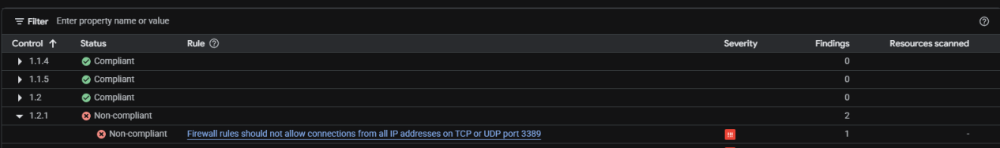 Filter Enter property name or value
Control Status Rule Severity Findings Resources scanned
1.1.4 Compliant 0
1.1.5 Compliant 0
1.2 Compliant 0
1.2.1 Non-compliant 2
Non-compliant Firewall rules should not allow connections from all IP addresses on TCP or UDP port 3389 !!! 1 -